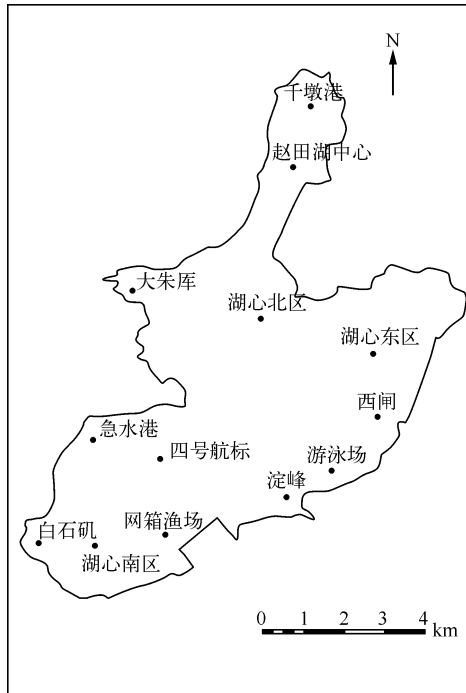 N
千墩港
赵田湖中心
大朱厍
湖心北区
湖心东区
西闸
急水港
四号航标
游泳场
淀峰
白石矶
网箱渔场
湖心南区
0 1 2 3 4
km